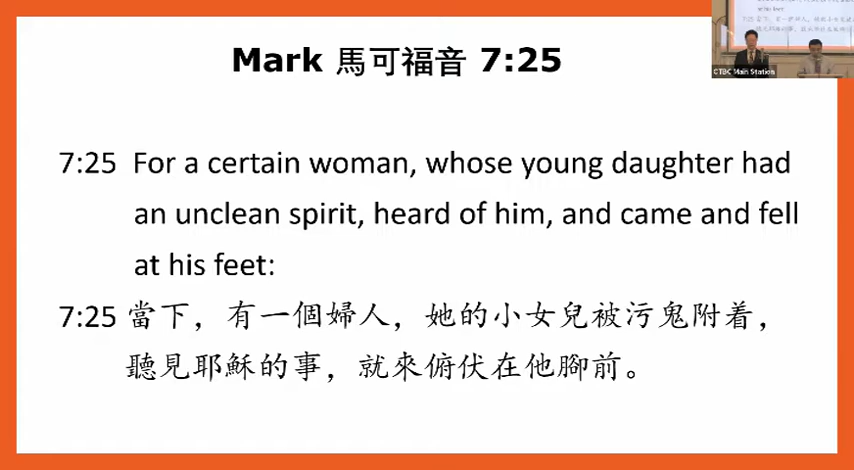 Mark 馬可福音 7:25
7:25 For a certain woman, whose young daughter had
an unclean spirit, heard of him, and came and fell
at his feet:
7:25 當下，有一個婦人，她的小女兒被污鬼附着，
聽見耶穌的事，就來俯伏在他腳前。
at his feet
CTBC Main Station